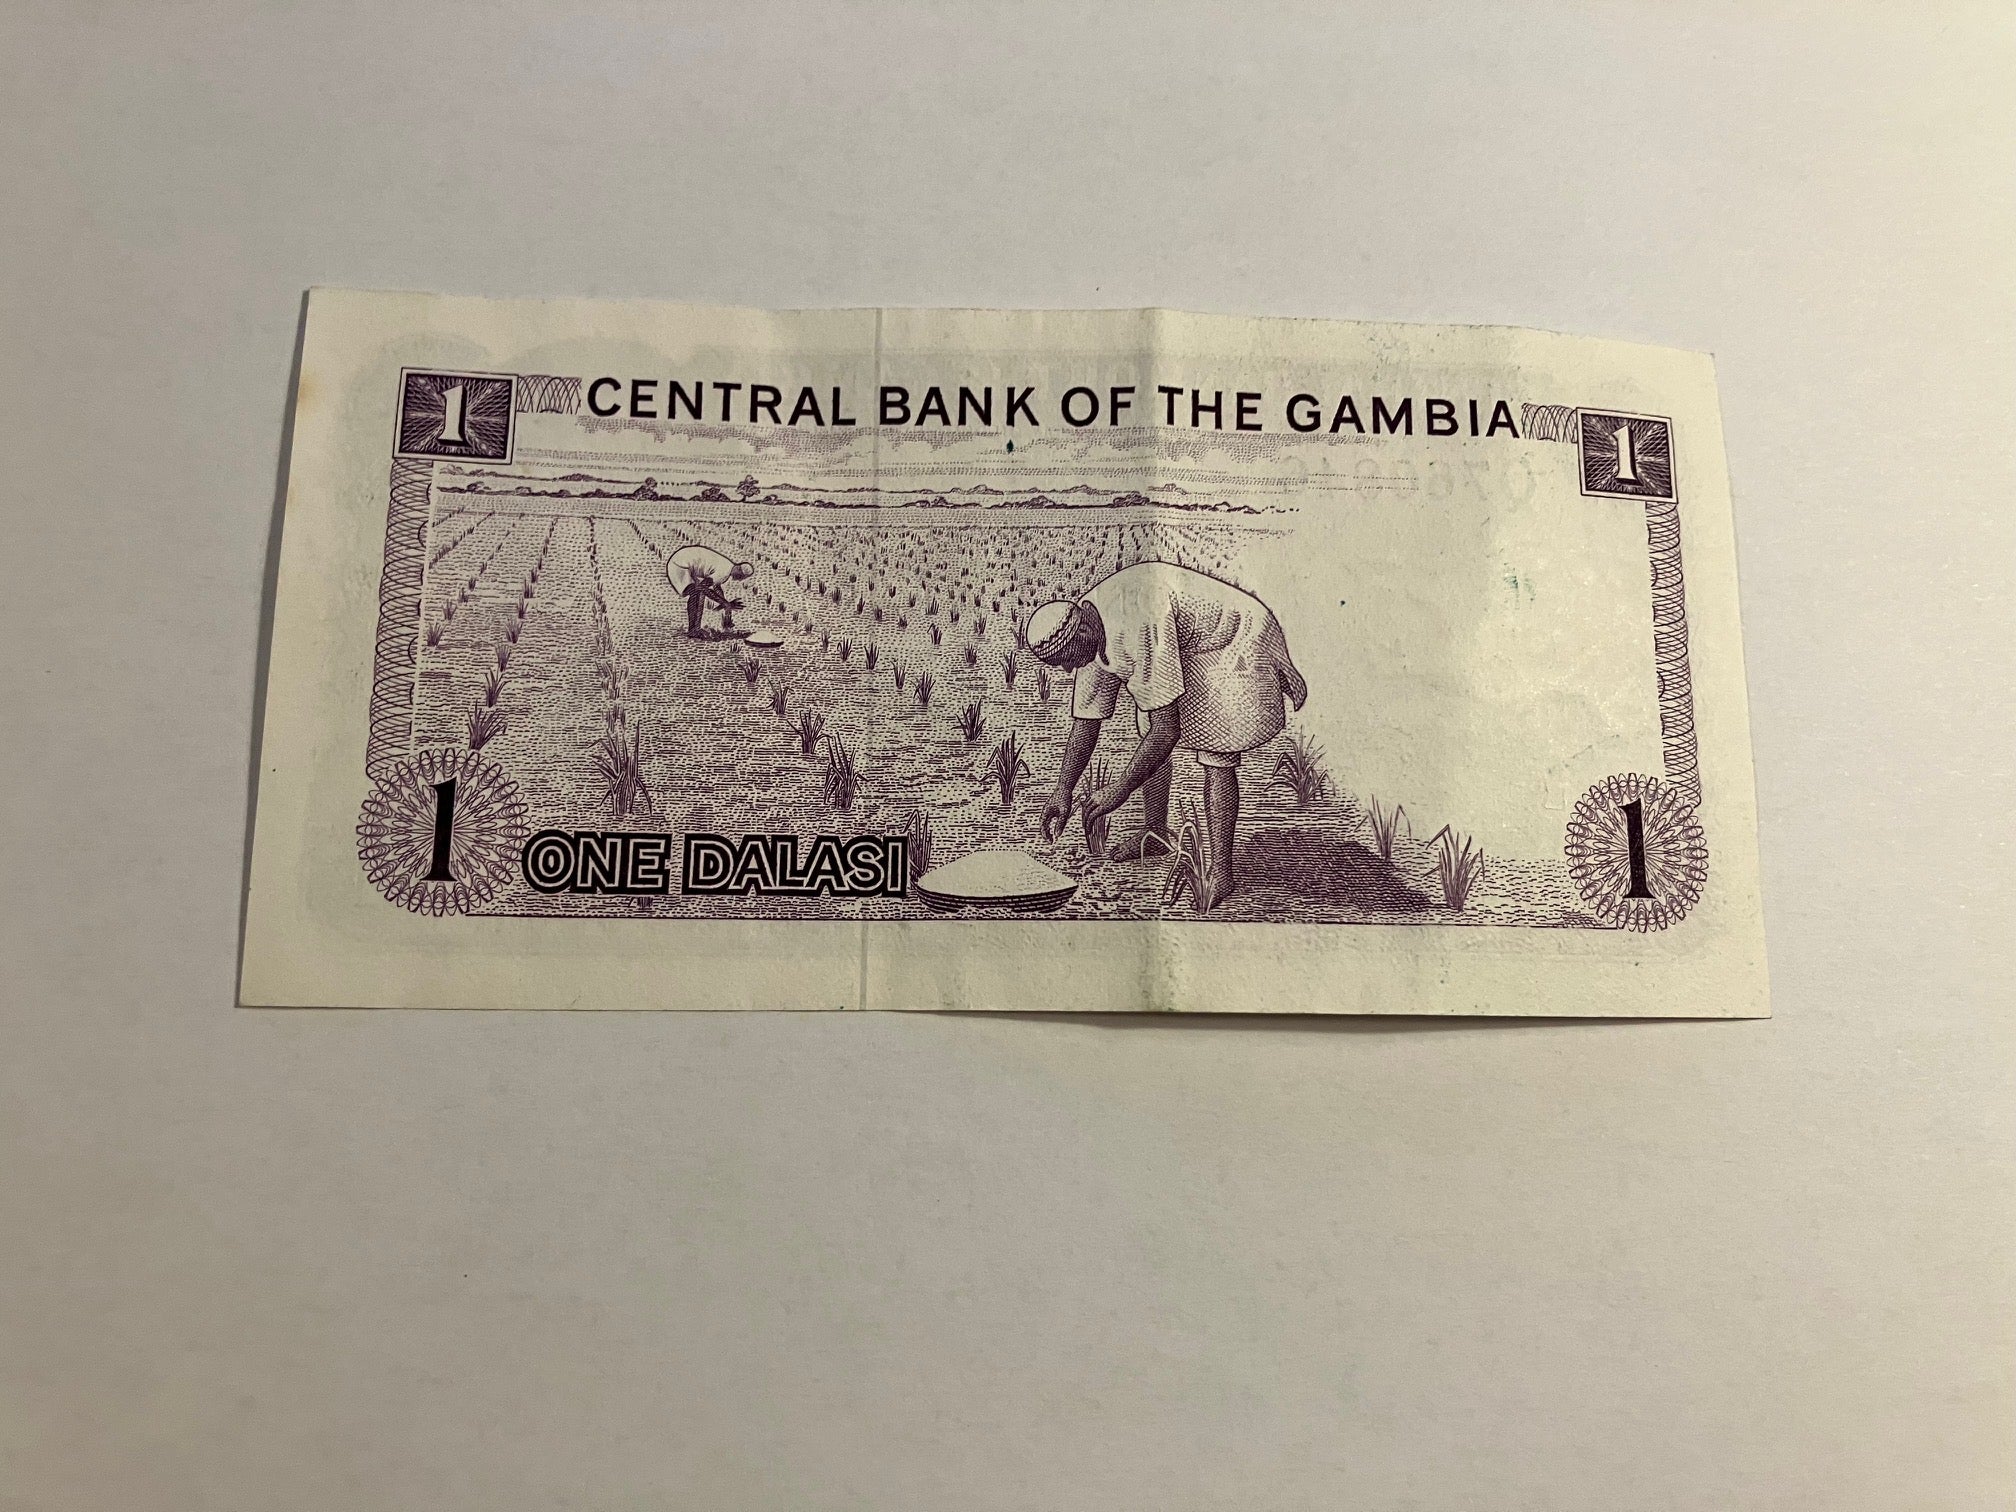 1 CENTRAL BANK OF THE GAMBIA 1
1 ONE DALASI 1